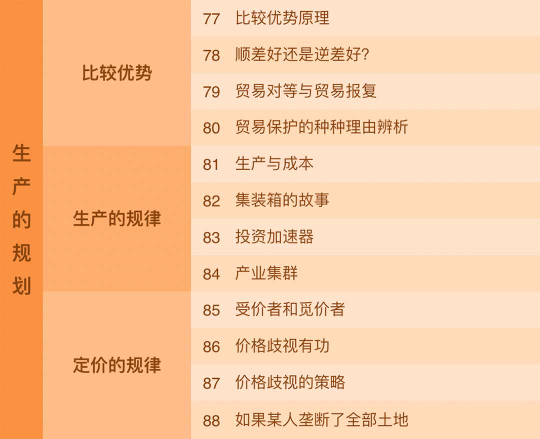 生产的规划
比较优势
77 比较优势原理
78 顺差好还是逆差好?
79 贸易对等与贸易报复
80 贸易保护的种种理由辨析
生产的规律
81 生产与成本
82 集装箱的故事
83 投资加速器
84 产业集群
定价的规律
85 受价者和觅价者
86 价格歧视有功
87 价格歧视的策略
88 如果某人垄断了全部土地